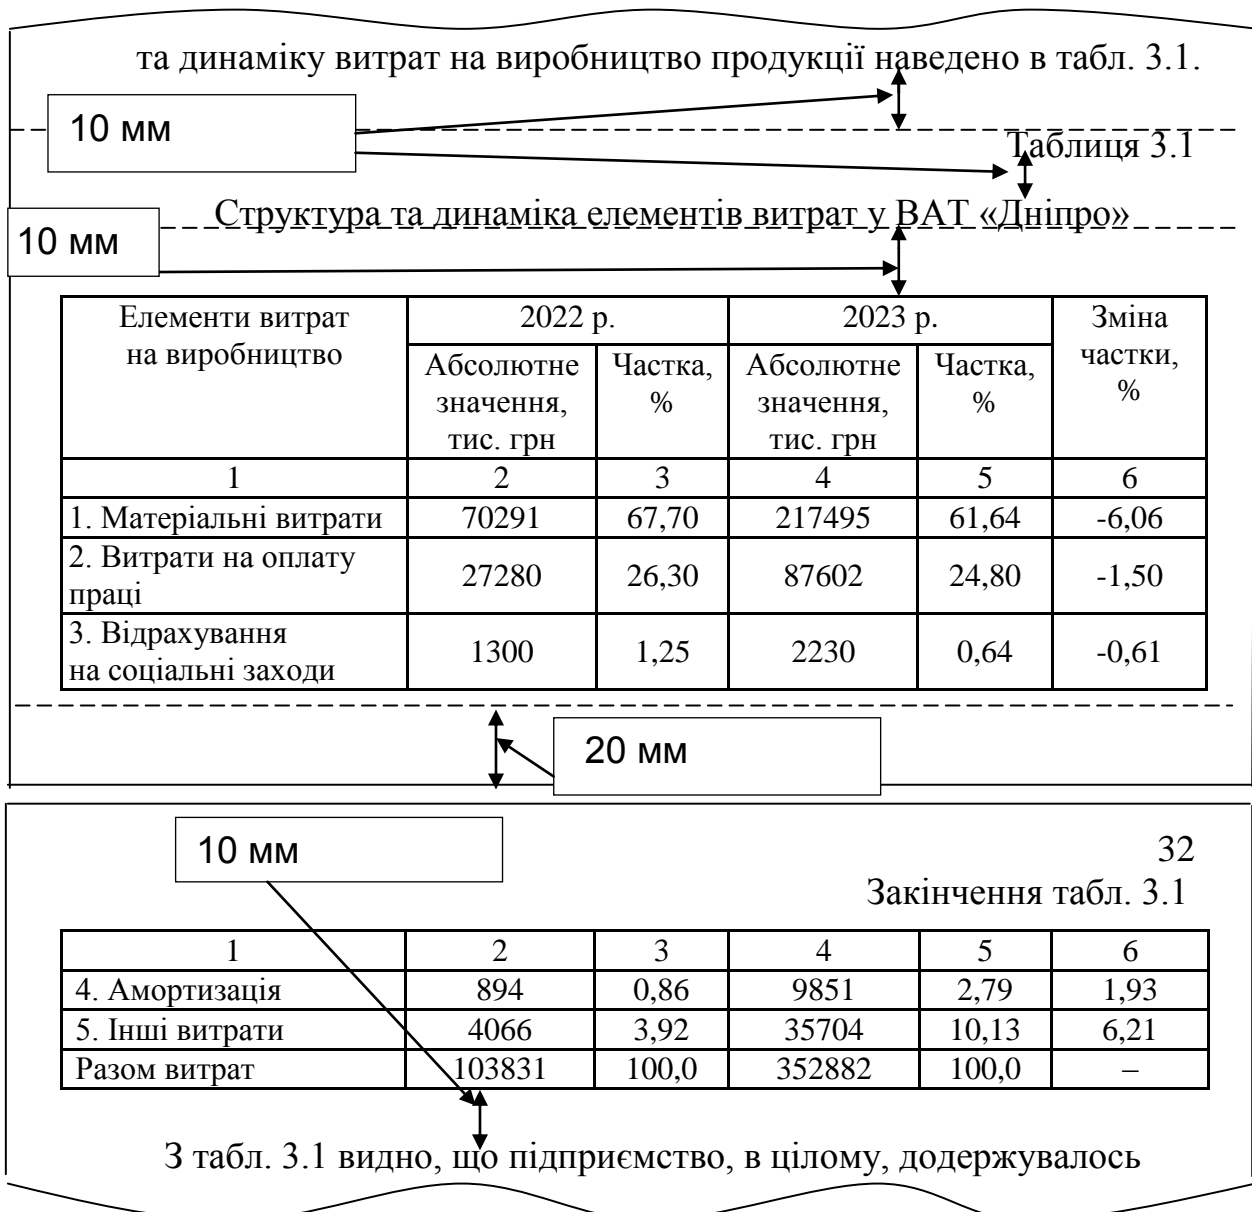 та динаміку витрат на виробництво продукції наведено в табл. 3.1.
10 мм
Таблиця 3.1
Структура та динаміка елементів витрат у ВАТ «Дніпро»
10 мм
Елементи витрат на виробництво 2022 р. 2023 р. Зміна частки, %
Абсолютне значення, тис. грн Частка, % Абсолютне значення, тис. грн Частка, %
1 2 3 4 5 6
1. Матеріальні витрати 70291 67,70 217495 61,64 -6,06
2. Витрати на оплату праці 27280 26,30 87602 24,80 -1,50
3. Відрахування на соціальні заходи 1300 1,25 2230 0,64 -0,61
20 мм
10 мм
32
Закінчення табл. 3.1
1 2 3 4 5 6
4. Амортизація 894 0,86 9851 2,79 1,93
5. Інші витрати 4066 3,92 35704 10,13 6,21
Разом витрат 103831 100,0 352882 100,0 –
З табл. 3.1 видно, що підприємство, в цілому, додержувалось